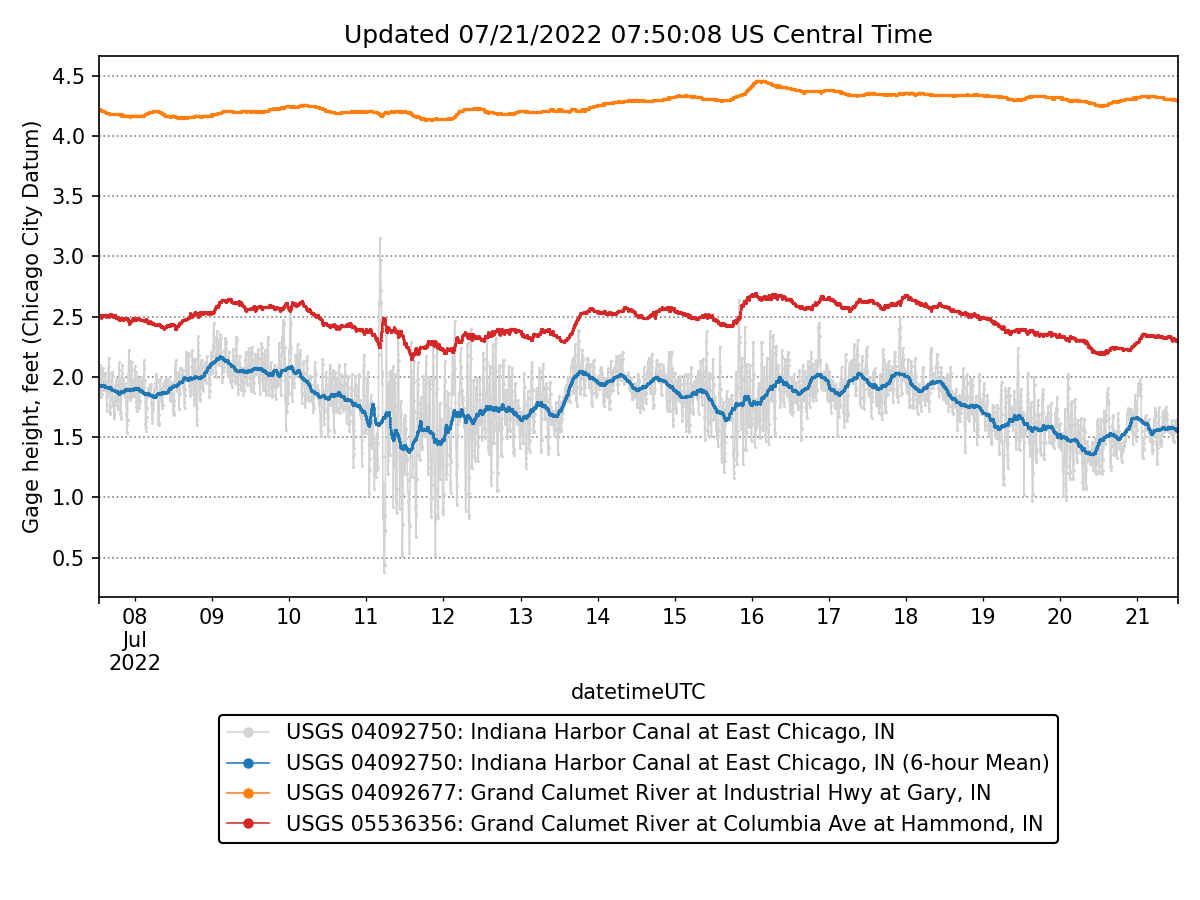 Updated 07/21/2022 07:50:08 US Central Time
Gage height, feet (Chicago City Datum)
4.5
4.0
3.5
3.0
2.5
2.0
1.5
1.0
0.5
08 09 10 11 12 13 14 15 16 17 18 19 20 21
Jul
2022
datetimeUTC
USGS 04092750: Indiana Harbor Canal at East Chicago, IN
USGS 04092750: Indiana Harbor Canal at East Chicago, IN (6-hour Mean)
USGS 04092677: Grand Calumet River at Industrial Hwy at Gary, IN
USGS 05536356: Grand Calumet River at Columbia Ave at Hammond, IN